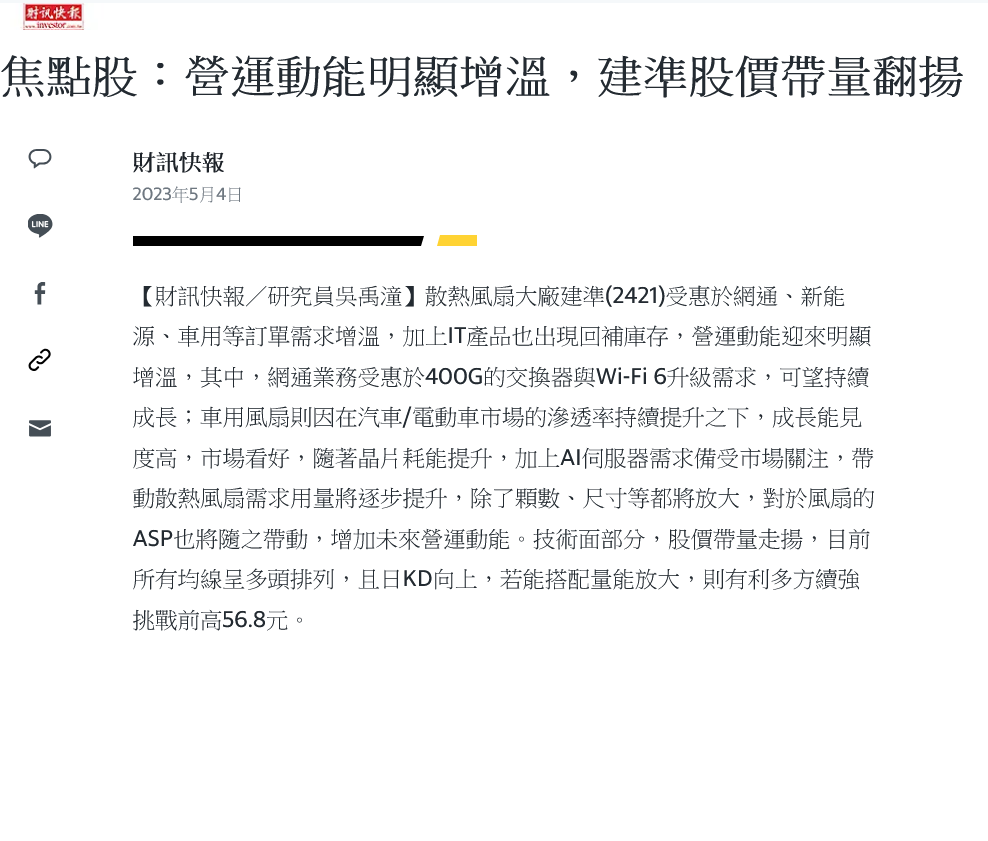 財訊快報
www.investor.com.tw
焦點股：營運動能明顯增溫，建準股價帶量翻揚
財訊快報
2023年5月4日
LINE
【財訊快報／研究員吳禹潼】散熱風扇大廠建準(2421)受惠於網通、新能
源、車用等訂單需求增溫，加上IT產品也出現回補庫存，營運動能迎來明顯
增溫，其中，網通業務受惠於400G的交換器與Wi-Fi 6升級需求，可望持續
成長；車用風扇則因在汽車/電動車市場的滲透率持續提升之下，成長能見
度高，市場看好，隨著晶片耗能提升，加上AI伺服器需求備受市場關注，帶
動散熱風扇需求用量將逐步提升，除了顆數、尺寸等都將放大，對於風扇的
ASP也將隨之帶動，增加未來營運動能。技術面部分，股價帶量走揚，目前
所有均線呈多頭排列，且日KD向上，若能搭配量能放大，則有利多方續強
挑戰前高56.8元。